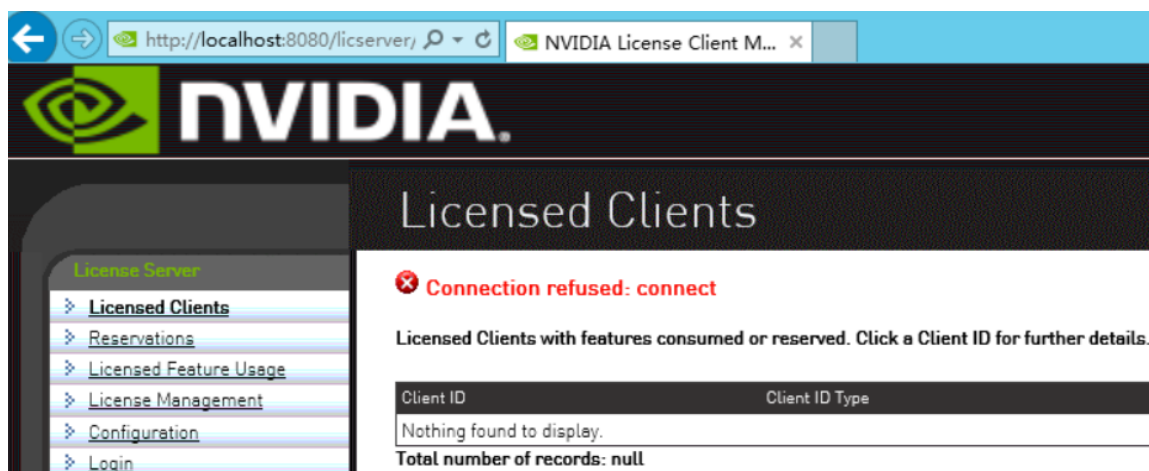 http://localhost:8080/licserver/
NVIDIA License Client M...
NVIDIA.
Licensed Clients
License Server
Connection refused: connect
Licensed Clients
Reservations
Licensed Clients with features consumed or reserved. Click a Client ID for further details.
Licensed Feature Usage
License Management
Client ID Client ID Type
Configuration
Nothing found to display.
Login
Total number of records: null